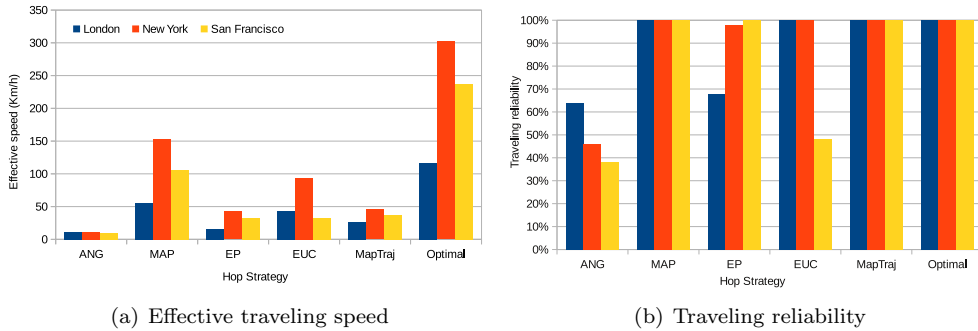 London New York San Francisco
350
300
250
200
150
100
50
0
Effective speed (Km/h)
ANG MAP EP EUC MapTraj Optimal
Hop Strategy
(a) Effective traveling speed
100%
90%
80%
70%
60%
50%
40%
30%
20%
10%
0%
Traveling reliability
ANG MAP EP EUC MapTraj Optimal
Hop Strategy
(b) Traveling reliability